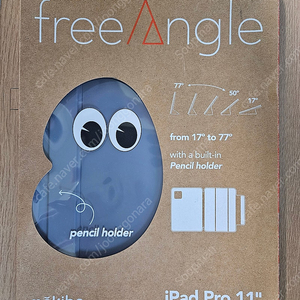 freeAngle
77° 50° 17°
from 17° to 77°
with a built-in
Pencil holder
pencil holder
iPad Pro 11"